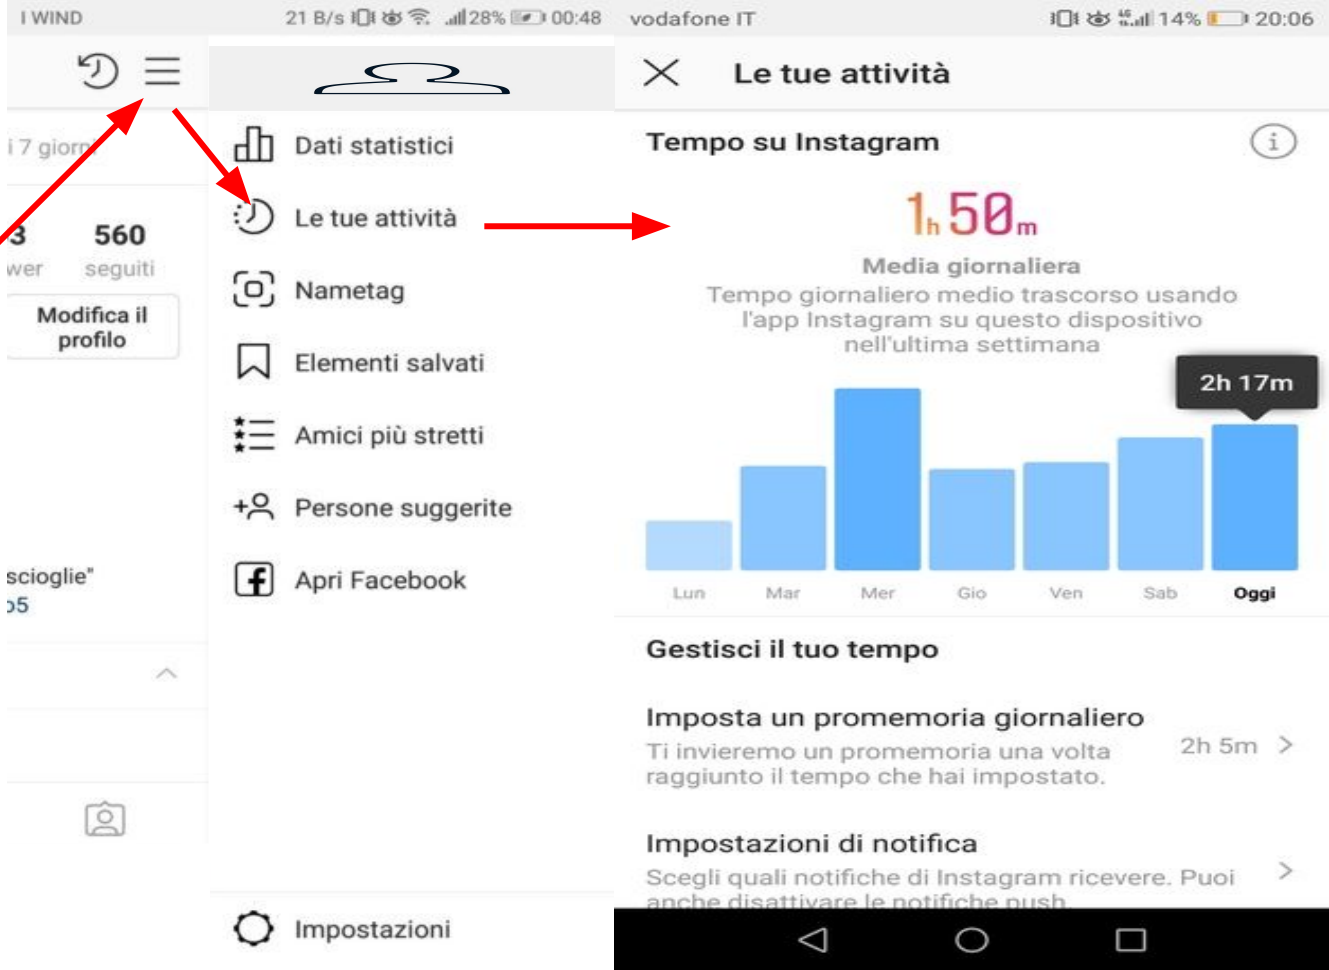 I WIND
21 B/s 28% 00:48
i 7 giorni
3
560
wer
seguiti
Modifica il
profilo
scioglie"
o5
Dati statistici
Le tue attività
Nametag
Elementi salvati
Amici più stretti
Persone suggerite
Apri Facebook
Impostazioni
vodafone IT
4G 14% 20:06
Le tue attività
Tempo su Instagram
1h 50m
Media giornaliera
Tempo giornaliero medio trascorso usando
l'app Instagram su questo dispositivo
nell'ultima settimana
2h 17m
Lun Mar Mer Gio Ven Sab Oggi
Gestisci il tuo tempo
Imposta un promemoria giornaliero
Ti invieremo un promemoria una volta
raggiunto il tempo che hai impostato.
2h 5m
Impostazioni di notifica
Scegli quali notifiche di Instagram ricevere. Puoi
anche disattivare le notifiche push